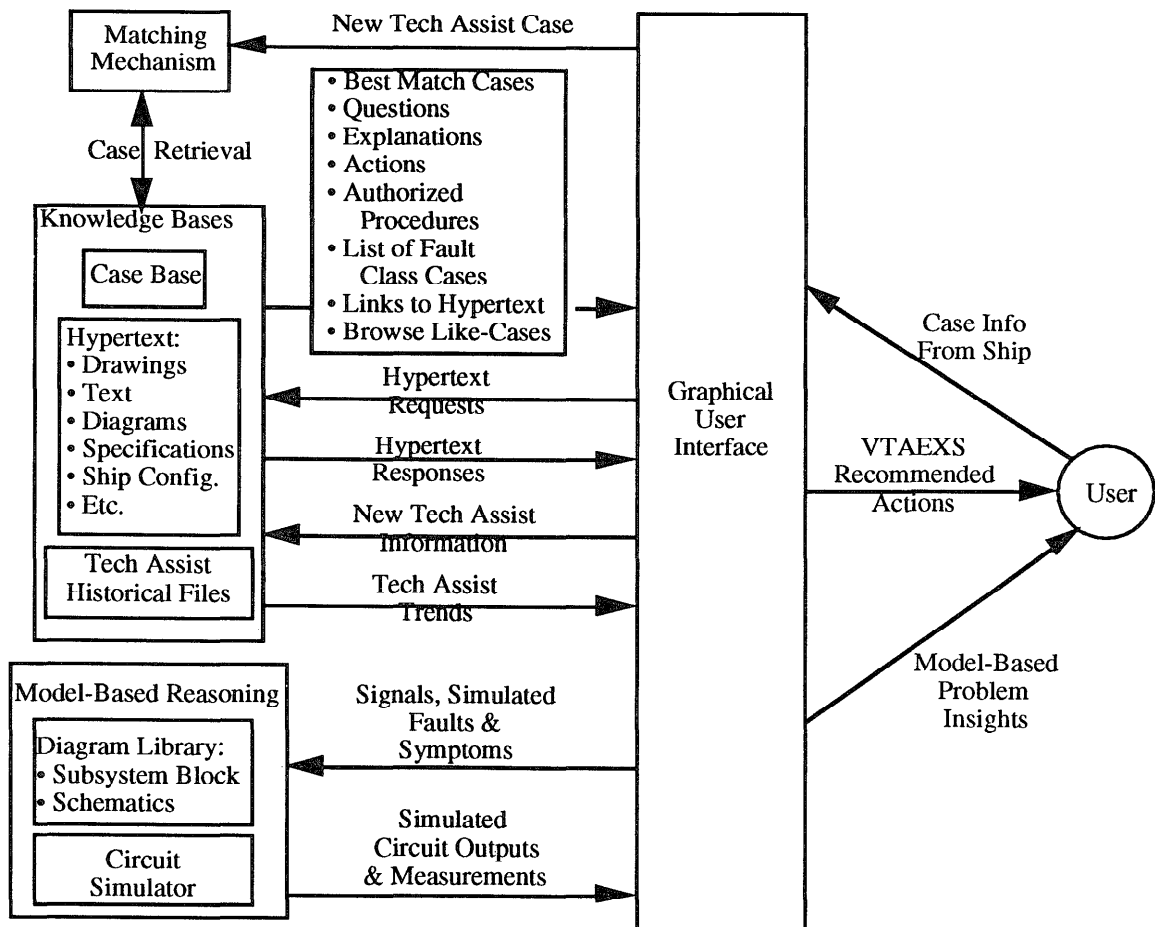 New Tech Assist Case
Matching
Mechanism
Case Retrieval
• Best Match Cases
• Questions
• Explanations
• Actions
• Authorized
Procedures
• List of Fault
Class Cases
• Links to Hypertext
• Browse Like-Cases
Knowledge Bases
Case Base
Hypertext:
• Drawings
• Text
• Diagrams
• Specifications
• Ship Config.
• Etc.
Tech Assist
Historical Files
Hypertext
Requests
Hypertext
Responses
New Tech Assist
Information
Tech Assist
Trends
Model-Based Reasoning
Diagram Library:
• Subsystem Block
• Schematics
Circuit
Simulator
Signals, Simulated
Faults &
Symptoms
Simulated
Circuit Outputs
& Measurements
Graphical
User
Interface
Case Info
From Ship
VTAEXS
Recommended
Actions
User
Model-Based
Problem
Insights